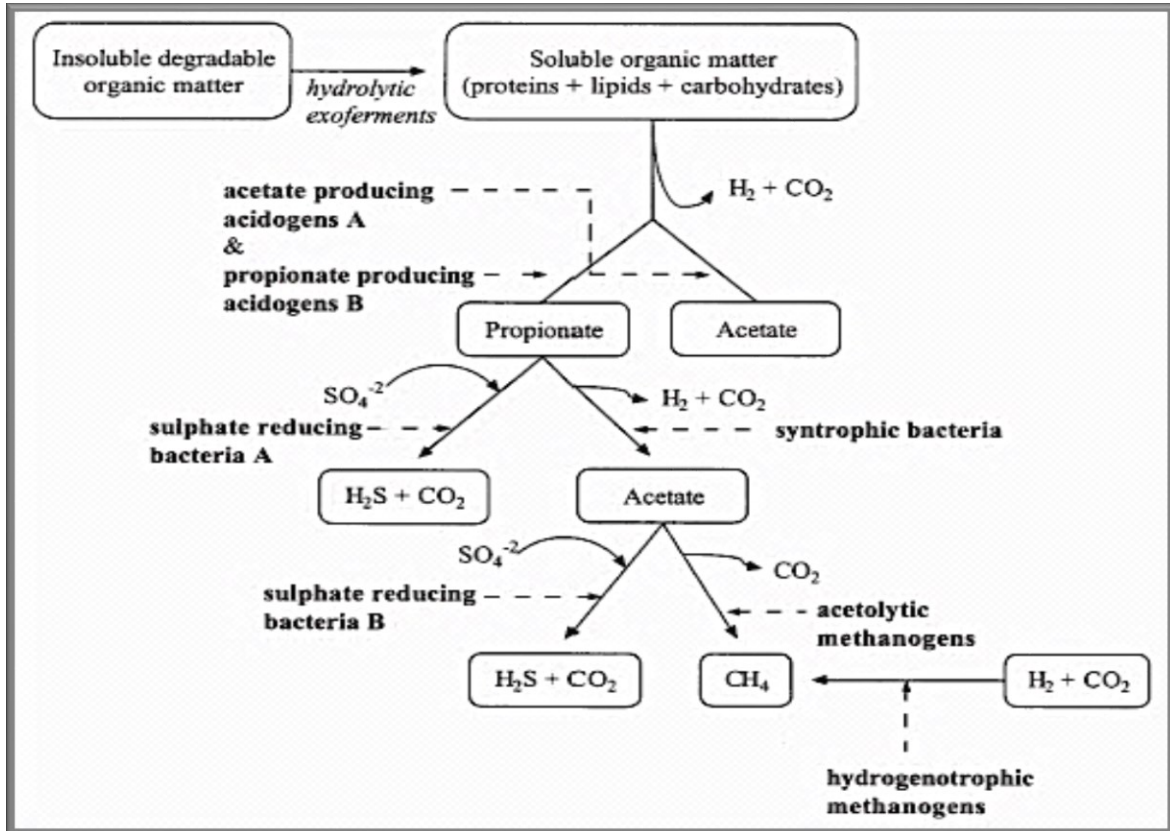 Insoluble degradable
organic matter
hydrolytic
exoferments
Soluble organic matter
(proteins + lipids + carbohydrates)
H₂ + CO₂
acetate producing
acidogens A
&
propionate producing
acidogens B
Propionate
Acetate
SO₄⁻²
H₂ + CO₂
sulphate reducing
bacteria A
syntrophic bacteria
H₂S + CO₂
Acetate
SO₄⁻²
CO₂
sulphate reducing
bacteria B
acetolytic
methanogens
H₂S + CO₂
CH₄
H₂ + CO₂
hydrogenotrophic
methanogens